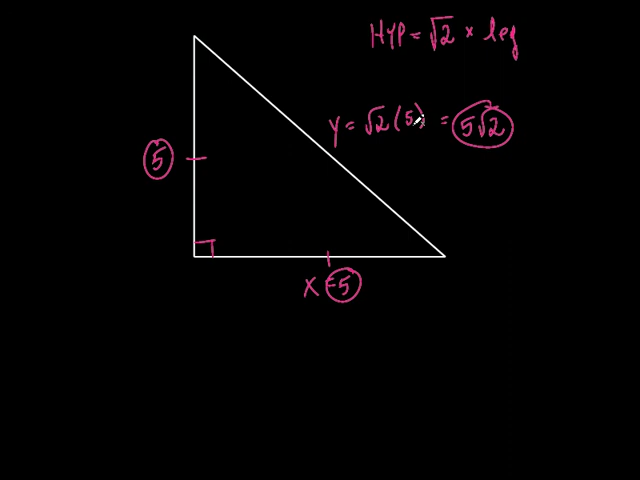 HYP = √2 × leg
y = √2 (5) = 5√2
5
x = 5